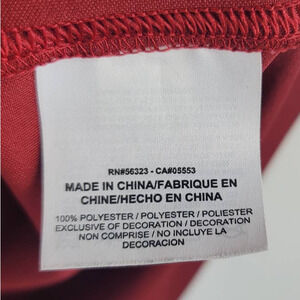 RN#56323 - CA#05553
MADE IN CHINA/FABRIQUE EN
CHINE/HECHO EN CHINA
100% POLYESTER / POLYESTER / POLIESTER
EXCLUSIVE OF DECORATION / DECORATION
NON COMPRISE / NO INCLUYE LA
DECORACION